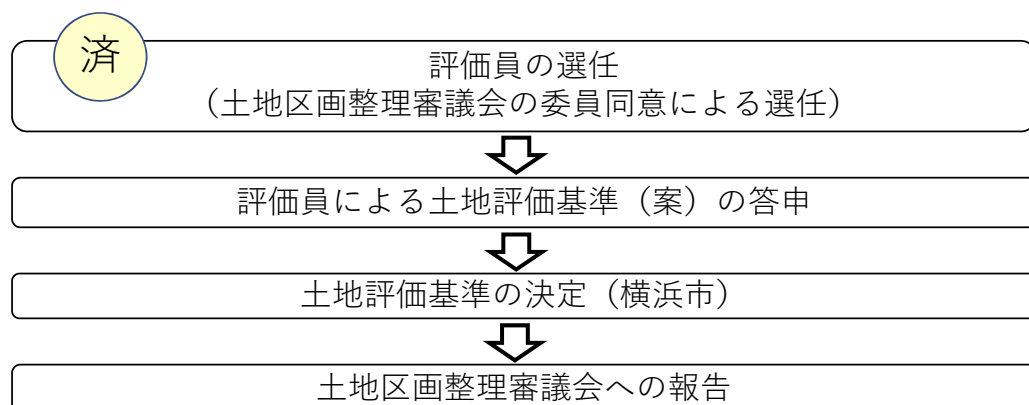 済
評価員の選任
（土地区画整理審議会の委員同意による選任）
評価員による土地評価基準（案）の答申
土地評価基準の決定（横浜市）
土地区画整理審議会への報告